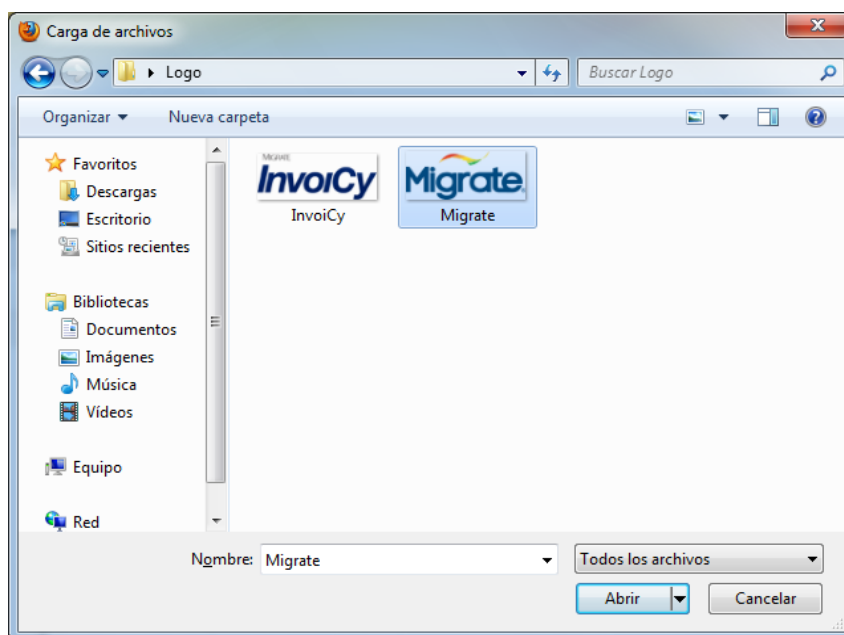 Carga de archivos
Logo
Buscar Logo
Organizar
Nueva carpeta
Favoritos
Descargas
Escritorio
Sitios recientes
Bibliotecas
Documentos
Imágenes
Música
Vídeos
Equipo
Red
MIGRATE
InvoiCy
InvoiCy
Migrate
Migrate
Nombre:
Migrate
Todos los archivos
Abrir
Cancelar